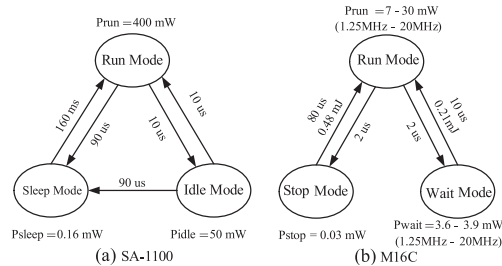 Prun =400 mW
Run Mode
160 ms
90 us
10 us
10 us
Sleep Mode
90 us
Idle Mode
Psleep=0.16 mW
Pidle=50 mW
(a) SA-1100
Prun =7 - 30 mW
(1.25MHz - 20MHz)
Run Mode
80 us
0.48 mJ
2 us
2 us
10 us
0.21mJ
Stop Mode
Wait Mode
Pstop = 0.03 mW
Pwait =3.6 - 3.9 mW
(1.25MHz - 20MHz)
(b) M16C